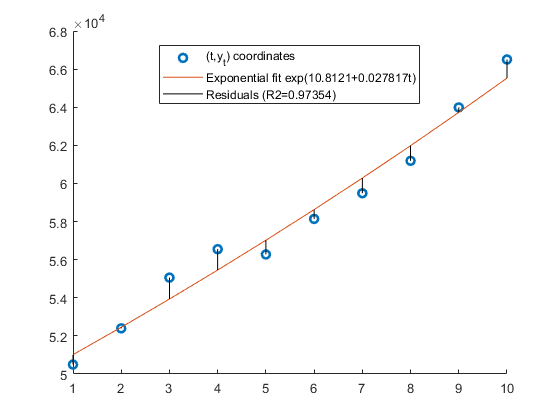 ×10⁴
6.8
6.6
6.4
6.2
6
5.8
5.6
5.4
5.2
5
(t,y_t) coordinates
Exponential fit exp(10.8121+0.027817t)
Residuals (R2=0.97354)
1 2 3 4 5 6 7 8 9 10